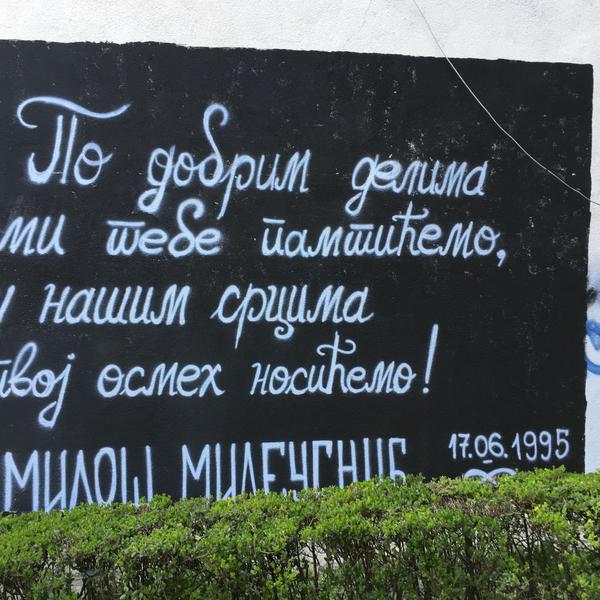 По добрим делима
ми тебе памтићемо,
у нашим срцима
твој осмех носићемо!
МИЛОШ
17.06.1995